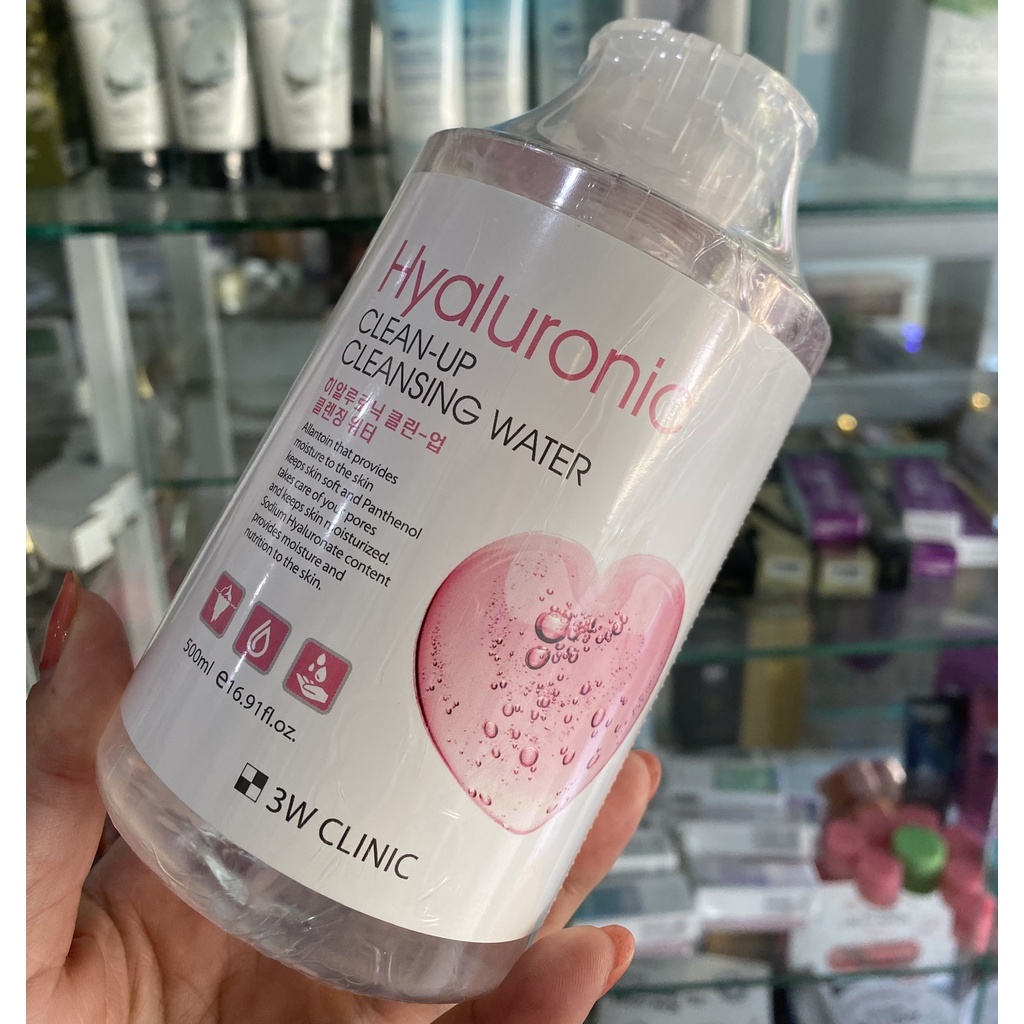 Hyaluronic
CLEAN-UP
CLEANSING WATER
히알루로닉 클린-업
클렌징 워터
Allantoin that provides
moisture to the skin
keeps skin soft and Panthenol
takes care of your pores
and keeps skin moisturized.
Sodium Hyaluronate content
provides moisture and
nutrition to the skin.
500ml e16.91fl.oz.
3W CLINIC